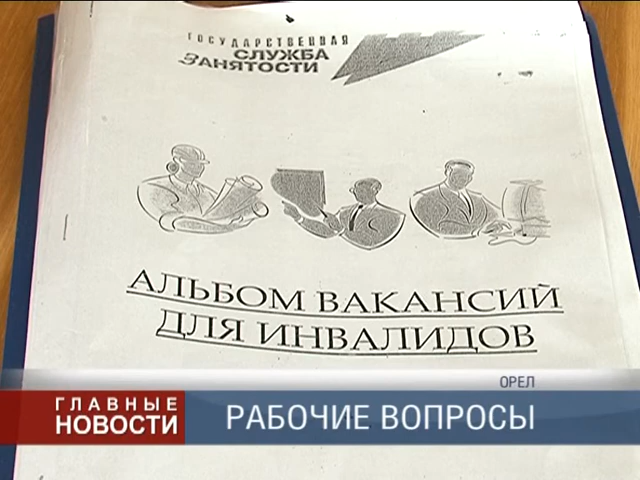 ГОСУДАРСТВЕННАЯ
СЛУЖБА
ЗАНЯТОСТИ
АЛЬБОМ ВАКАНСИЙ
ДЛЯ ИНВАЛИДОВ
ОРЕЛ
ГЛАВНЫЕ
НОВОСТИ
РАБОЧИЕ ВОПРОСЫ